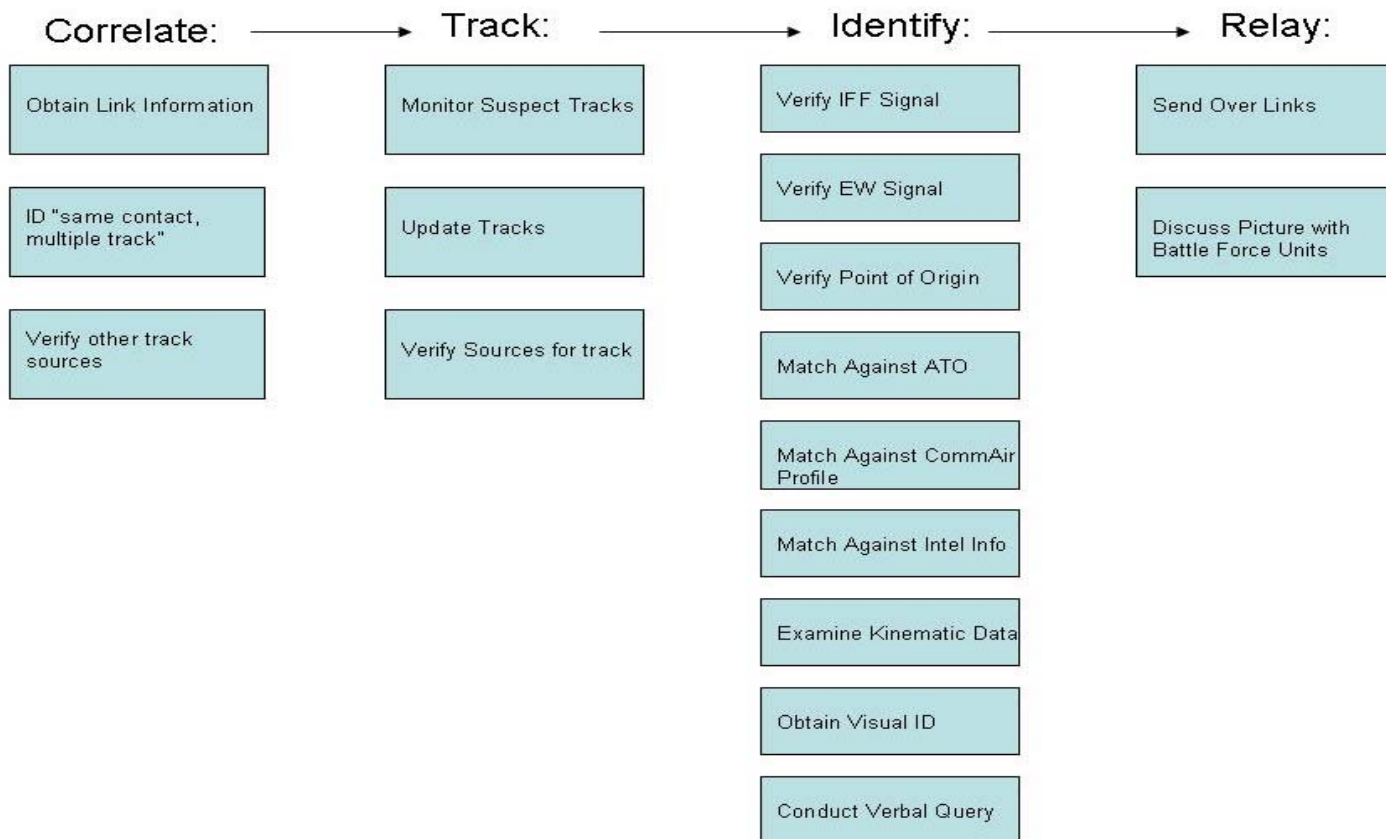 Correlate:
Track:
Identify:
Relay:
Obtain Link Information
ID "same contact,
multiple track"
Verify other track
sources
Monitor Suspect Tracks
Update Tracks
Verify Sources for track
Verify IFF Signal
Verify EW Signal
Verify Point of Origin
Match Against ATO
Match Against CommAir
Profile
Match Against Intel Info
Examine Kinematic Data
Obtain Visual ID
Conduct Verbal Query
Send Over Links
Discuss Picture with
Battle Force Units